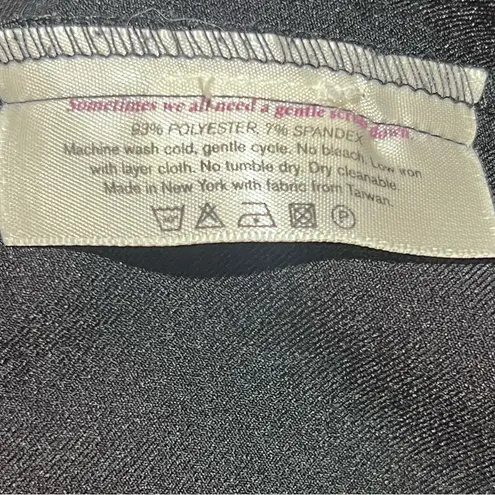 Sometimes we all need a gentle scrub down.
93% POLYESTER, 7% SPANDEX
Machine wash cold, gentle cycle. No bleach. Low iron
with layer cloth. No tumble dry. Dry cleanable.
Made in New York with fabric from Taiwan.
P